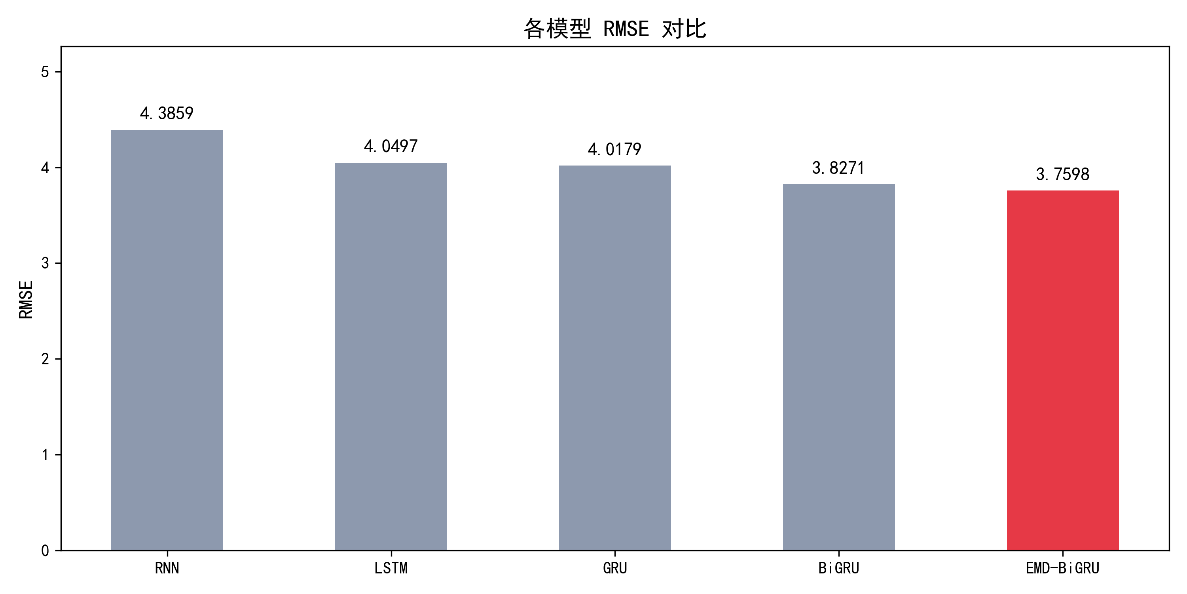 各模型 RMSE 对比
RMSE
5
4
3
2
1
0
4.3859
4.0497
4.0179
3.8271
3.7598
RNN
LSTM
GRU
BiGRU
EMD-BiGRU